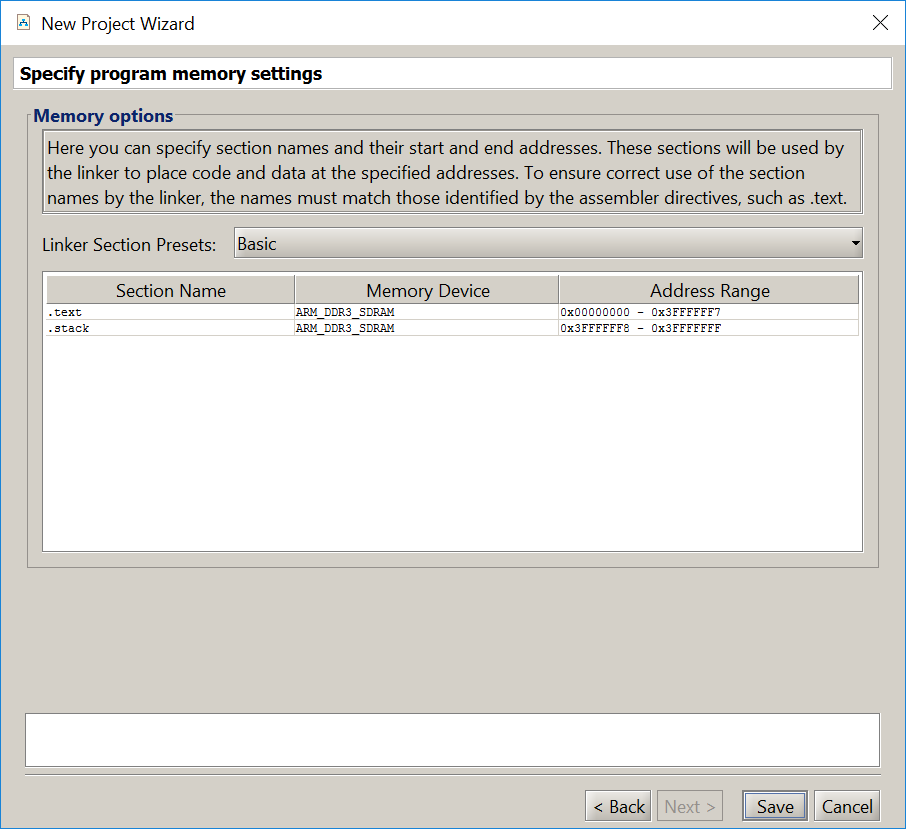 New Project Wizard
Specify program memory settings
Memory options
Here you can specify section names and their start and end addresses. These sections will be used by
the linker to place code and data at the specified addresses. To ensure correct use of the section
names by the linker, the names must match those identified by the assembler directives, such as .text.
Linker Section Presets: Basic
Section Name Memory Device Address Range
.text ARM_DDR3_SDRAM 0x00000000 - 0x3FFFFFF7
.stack ARM_DDR3_SDRAM 0x3FFFFFF8 - 0x3FFFFFFF
< Back Next > Save Cancel